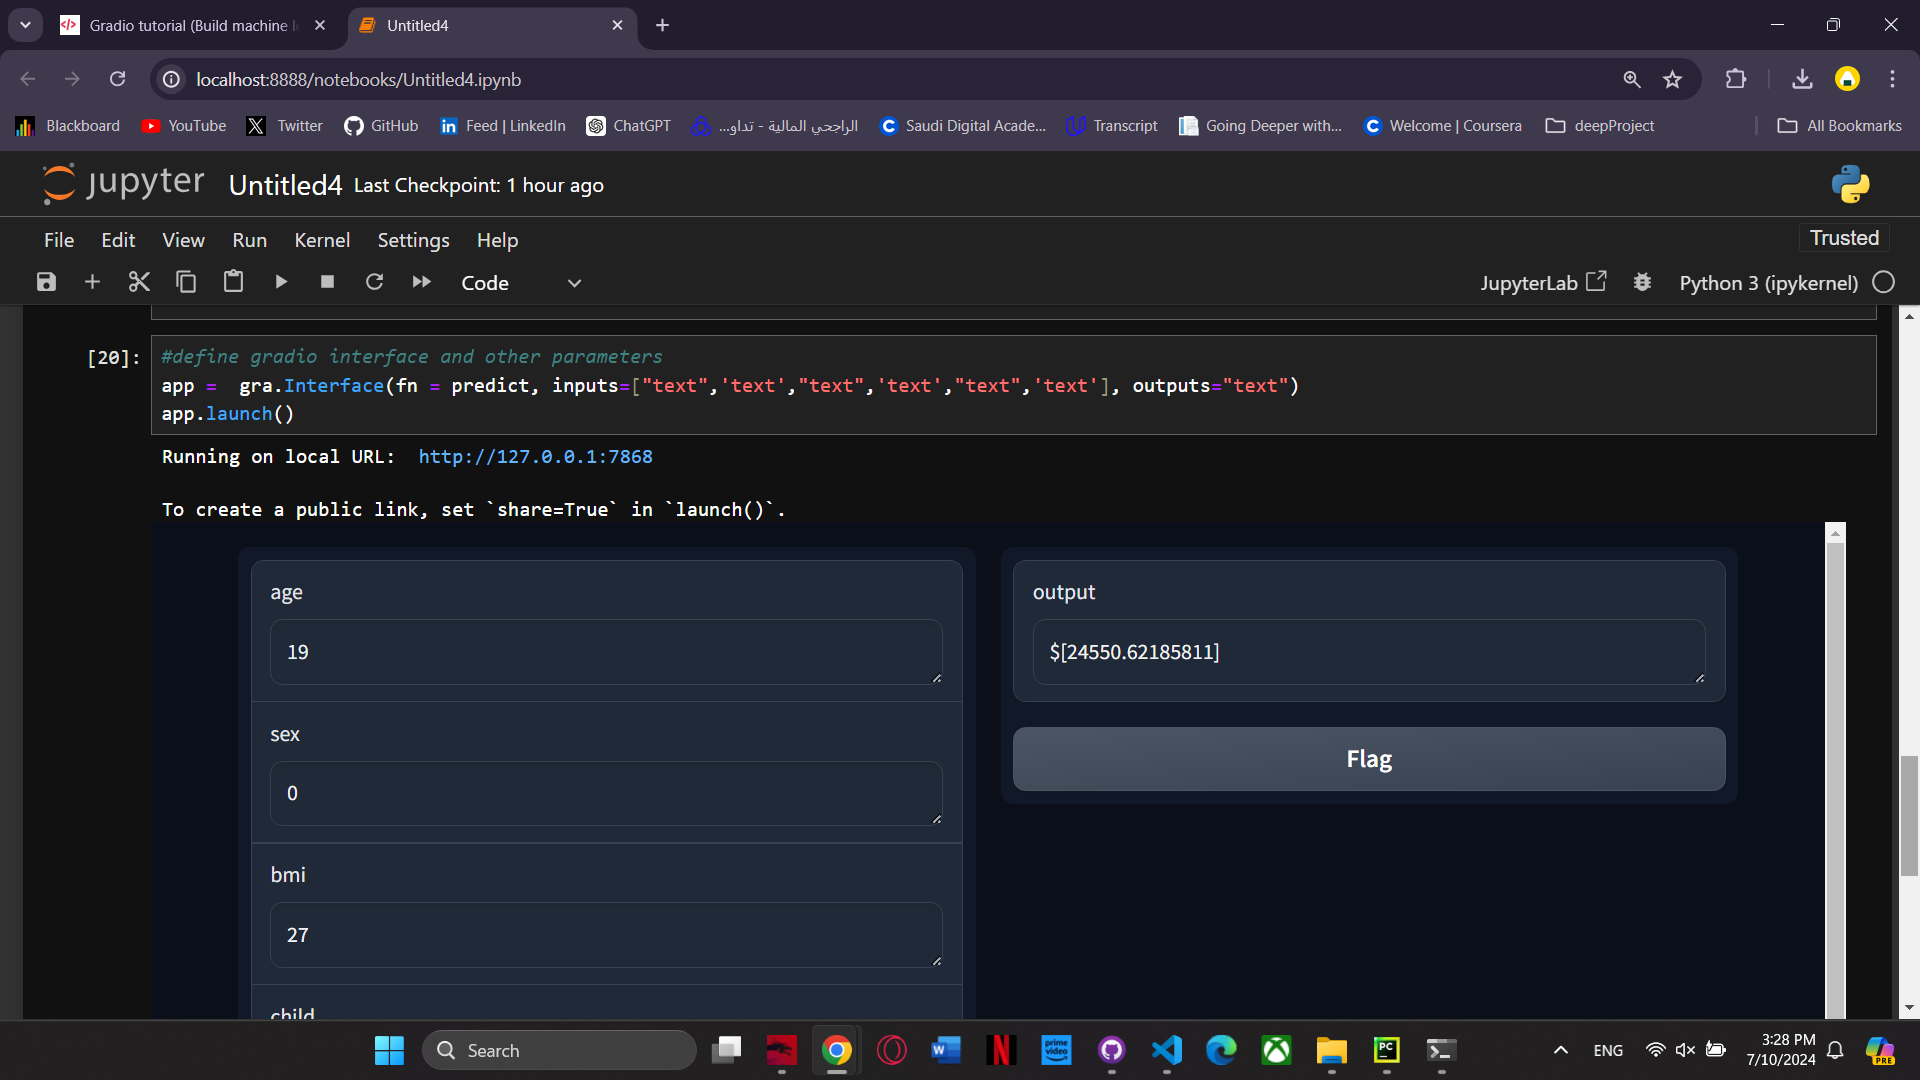 Gradio tutorial (Build machine l
Untitled4
localhost:8888/notebooks/Untitled4.ipynb
Blackboard
YouTube
Twitter
GitHub
Feed | LinkedIn
ChatGPT
الراجحي المالية - تداو...
Saudi Digital Acade...
Transcript
Going Deeper with...
Welcome | Coursera
deepProject
All Bookmarks
jupyter Untitled4 Last Checkpoint: 1 hour ago
File Edit View Run Kernel Settings Help
Trusted
Code
JupyterLab
Python 3 (ipykernel)
[20]: #define gradio interface and other parameters
app =  gra.Interface(fn = predict, inputs=["text",'text',"text",'text',"text",'text'], outputs="text")
app.launch()
Running on local URL:  http://127.0.0.1:7868
To create a public link, set `share=True` in `launch()`.
age
19
sex
0
bmi
27
child
output
$[24550.62185811]
Flag
Search
ENG
3:28 PM
7/10/2024